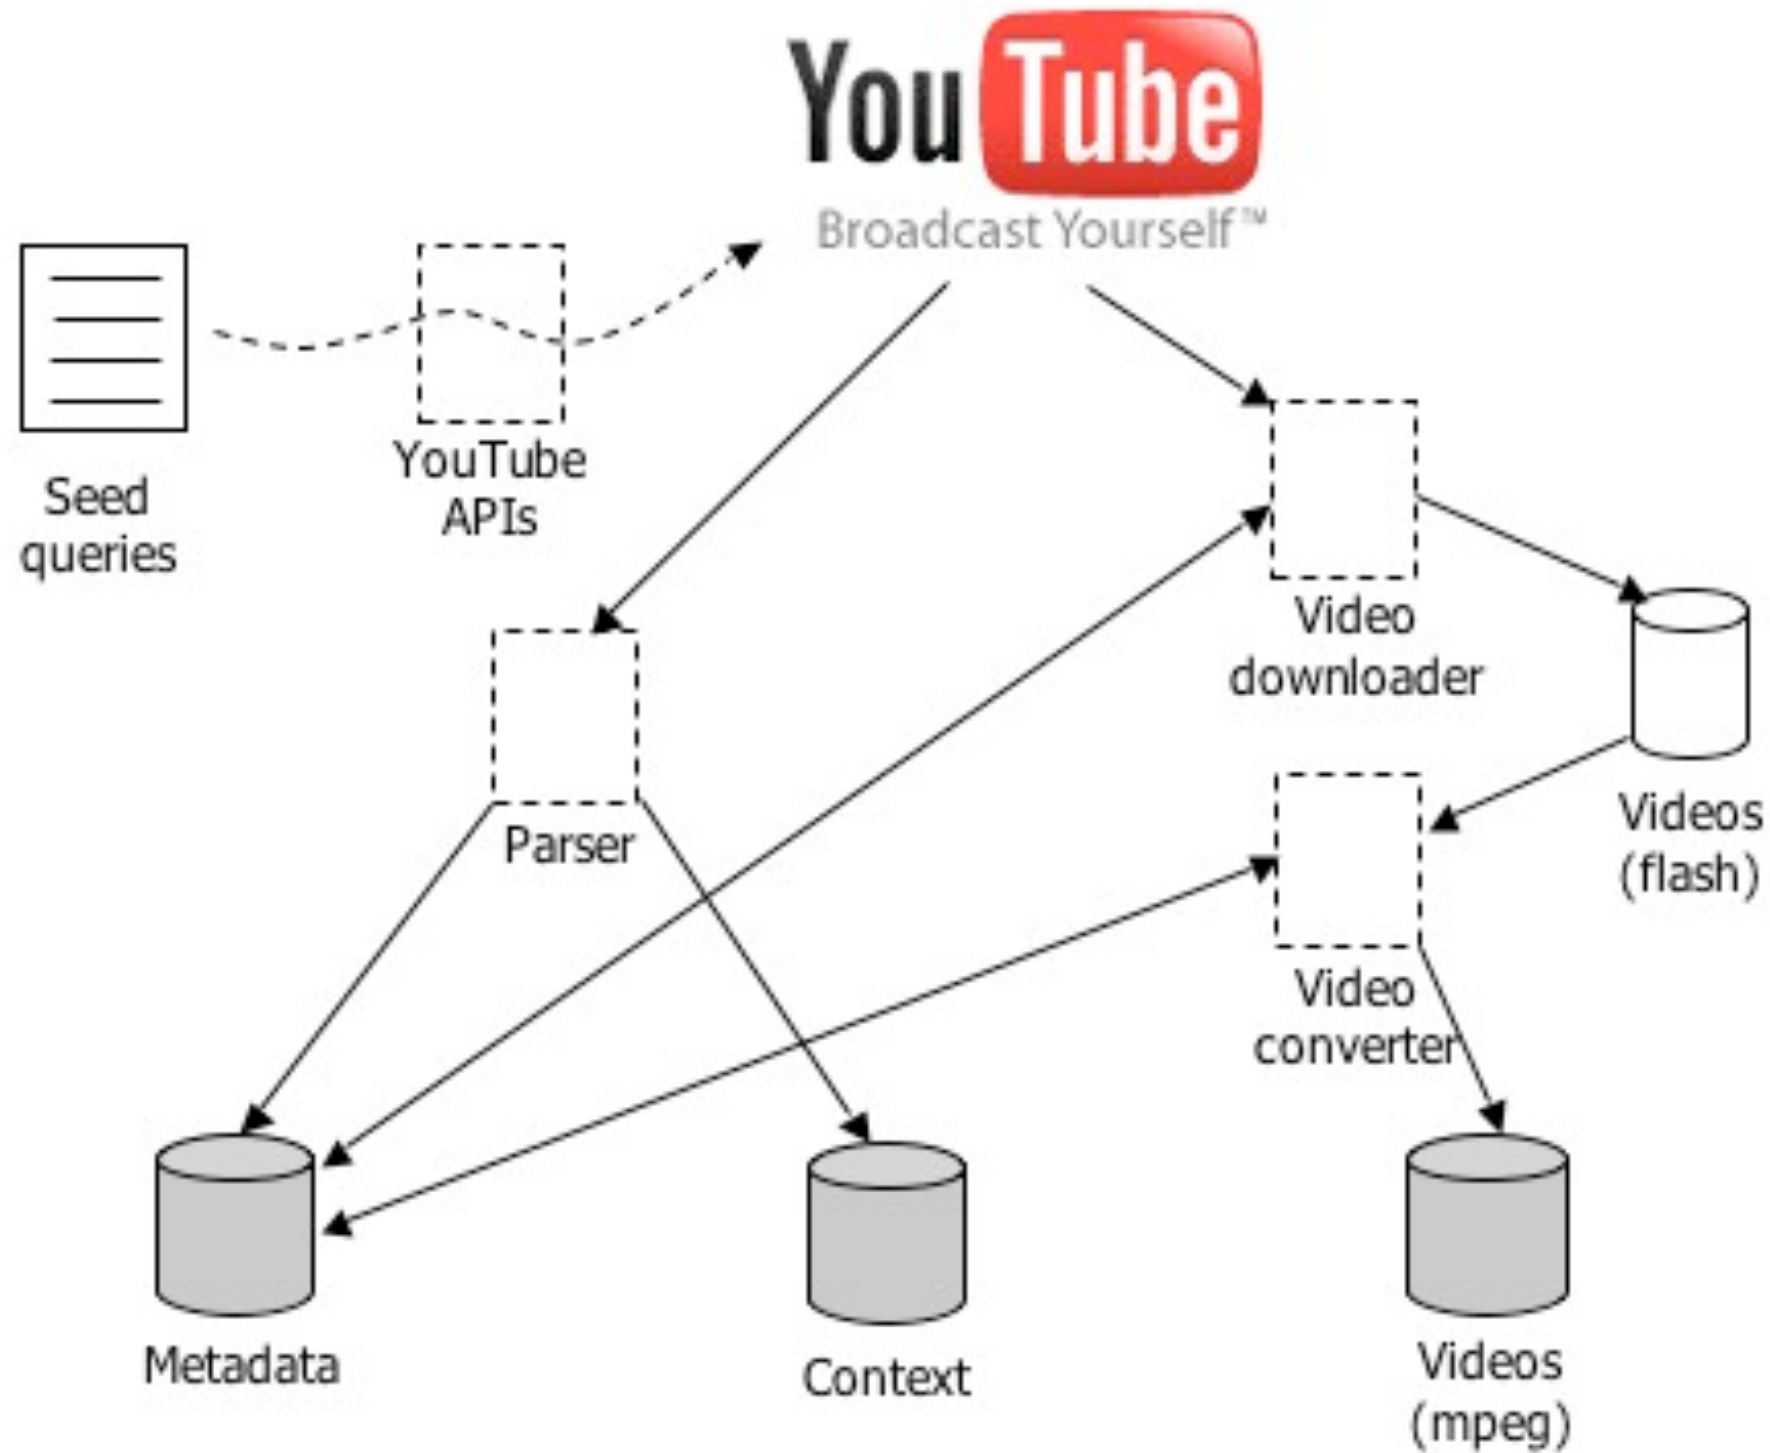 YouTube
Broadcast Yourself™
Seed
queries
YouTube
APIs
Video
downloader
Parser
Videos
(flash)
Video
converter
Metadata
Context
Videos
(mpeg)